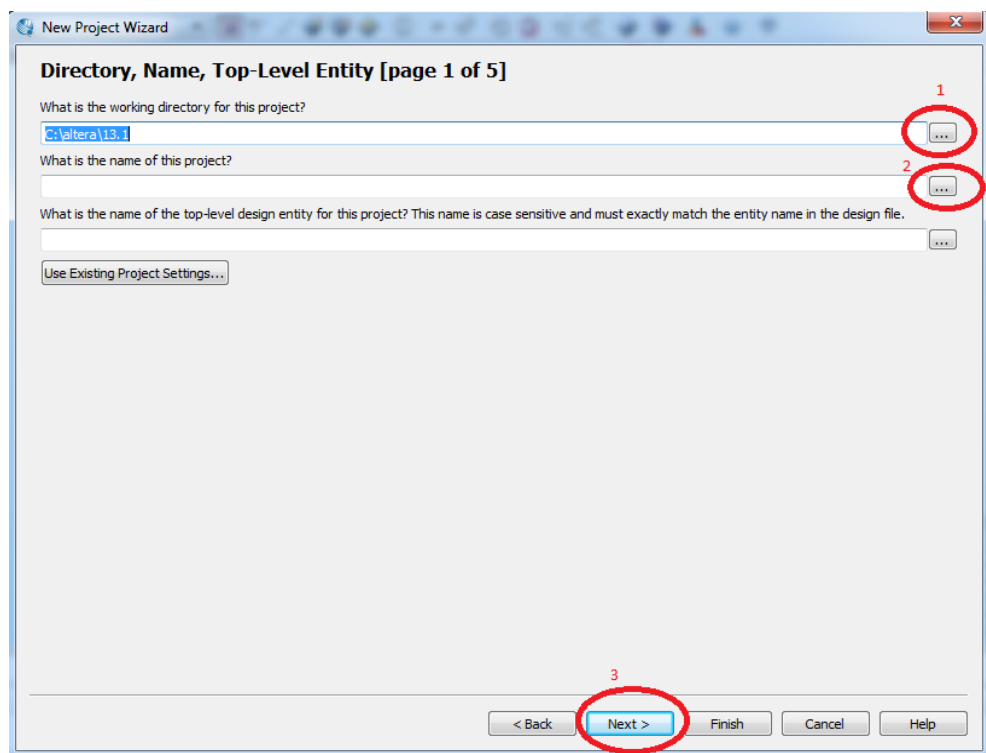 New Project Wizard
Directory, Name, Top-Level Entity [page 1 of 5]
What is the working directory for this project?
1
C:\altera\13.1
...
What is the name of this project?
2
...
What is the name of the top-level design entity for this project? This name is case sensitive and must exactly match the entity name in the design file.
...
Use Existing Project Settings...
3
< Back Next > Finish Cancel Help